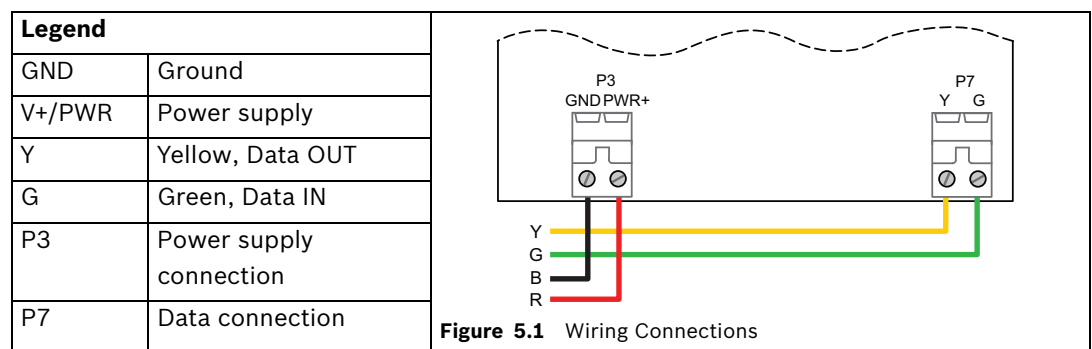 Legend
GND Ground
V+/PWR Power supply
Y Yellow, Data OUT
G Green, Data IN
P3 Power supply
connection
P7 Data connection
P3
GND PWR+
P7
Y G
Y
G
B
R
Figure 5.1 Wiring Connections